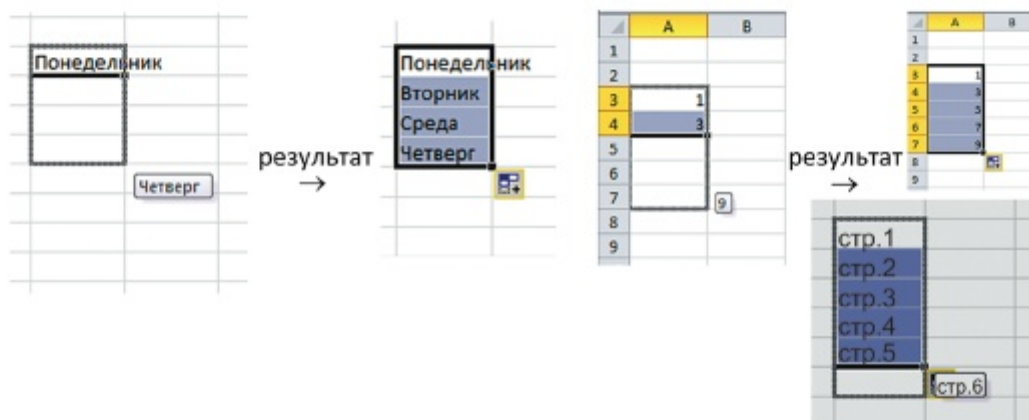 Понедельник
Четверг
результат
→
Понедельник
Вторник
Среда
Четверг
A B
1
2
3 1
4 3
5
6
7
9
8
9
результат
→
A B
1
2
3 1
4 3
5 5
6 7
7 9
8
9
стр.1
стр.2
стр.3
стр.4
стр.5
стр.6